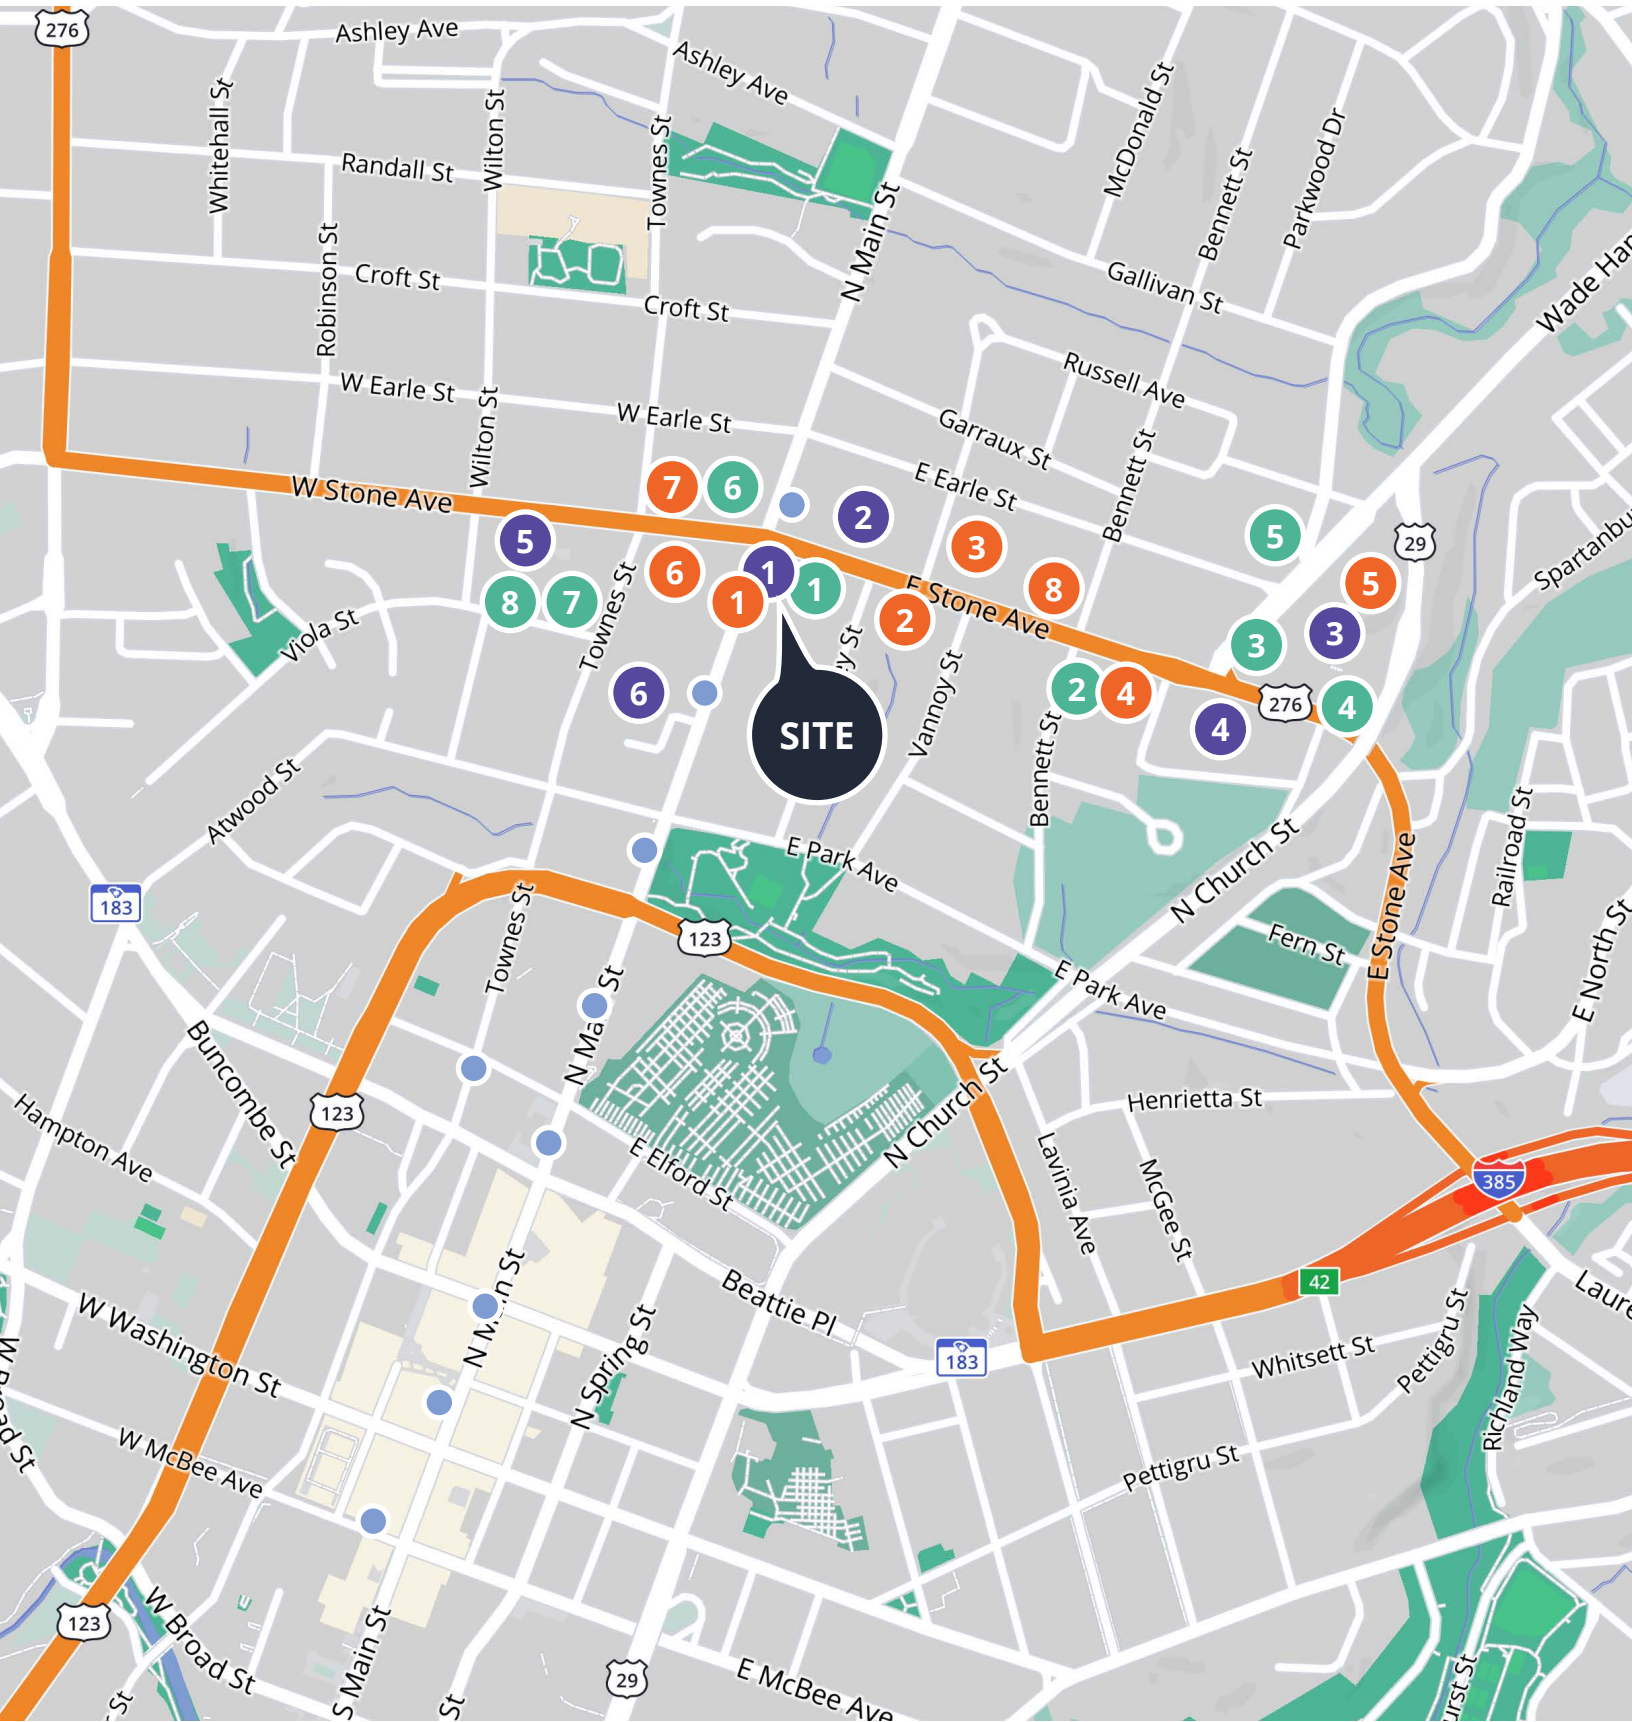 276
Ashley Ave
Ashley Ave
Whitehall St
Wilton St
Townes St
McDonald St
Bennett St
Parkwood Dr
Randall St
N Main St
Robinson St
Croft St
Croft St
Gallivan St
W Earle St
W Earle St
Russell Ave
Garraux St
Wilton St
E Earle St
Bennett St
W Stone Ave
7
6
2
5
3
5
29
5
8
7
6
1
1
1
2
E Stone Ave
8
5
3
3
Viola St
Townes St
6
SITE
Vannoy St
2
4
276
4
4
Bennett St
Atwood St
E Park Ave
N Church St
Railroad St
E Stone Ave
183
Townes St
123
Fern St
E North St
E Park Ave
Buncombe St
123
Hampton Ave
E Elford St
N Church St
Henrietta St
Lavinia Ave
McGee St
385
42
W Washington St
Beattie Pl
N Spring St
183
Whitsett St
Pettigru St
Richland Way
W McBee Ave
Pettigru St
123
W Broad St
S Main St
29
E McBee Ave
St
St